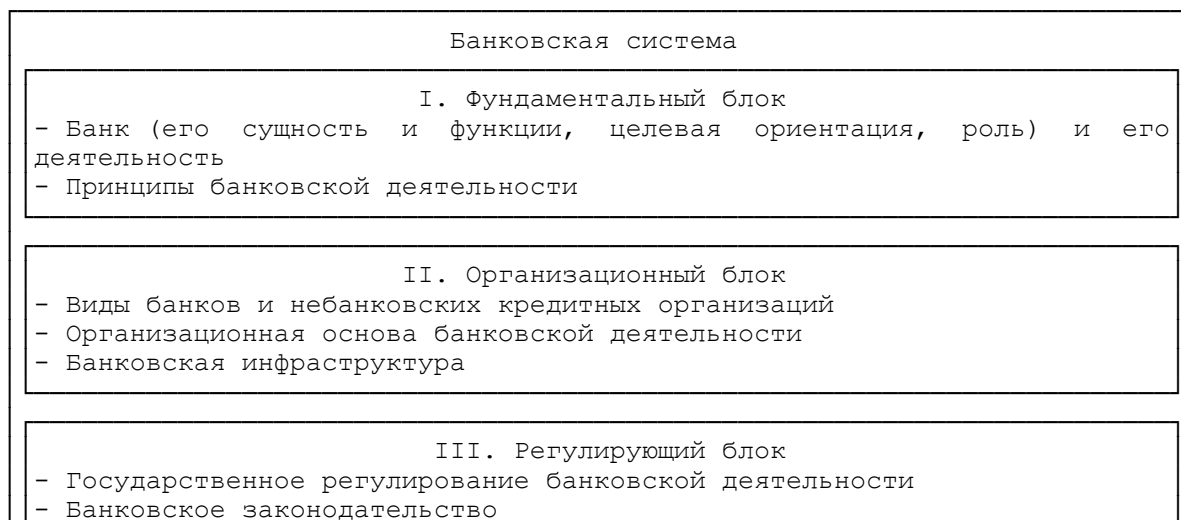 Банковская система
I. Фундаментальный блок
- Банк (его сущность и функции, целевая ориентация, роль) и его
деятельность
- Принципы банковской деятельности
II. Организационный блок
- Виды банков и небанковских кредитных организаций
- Организационная основа банковской деятельности
- Банковская инфраструктура
III. Регулирующий блок
- Государственное регулирование банковской деятельности
- Банковское законодательство